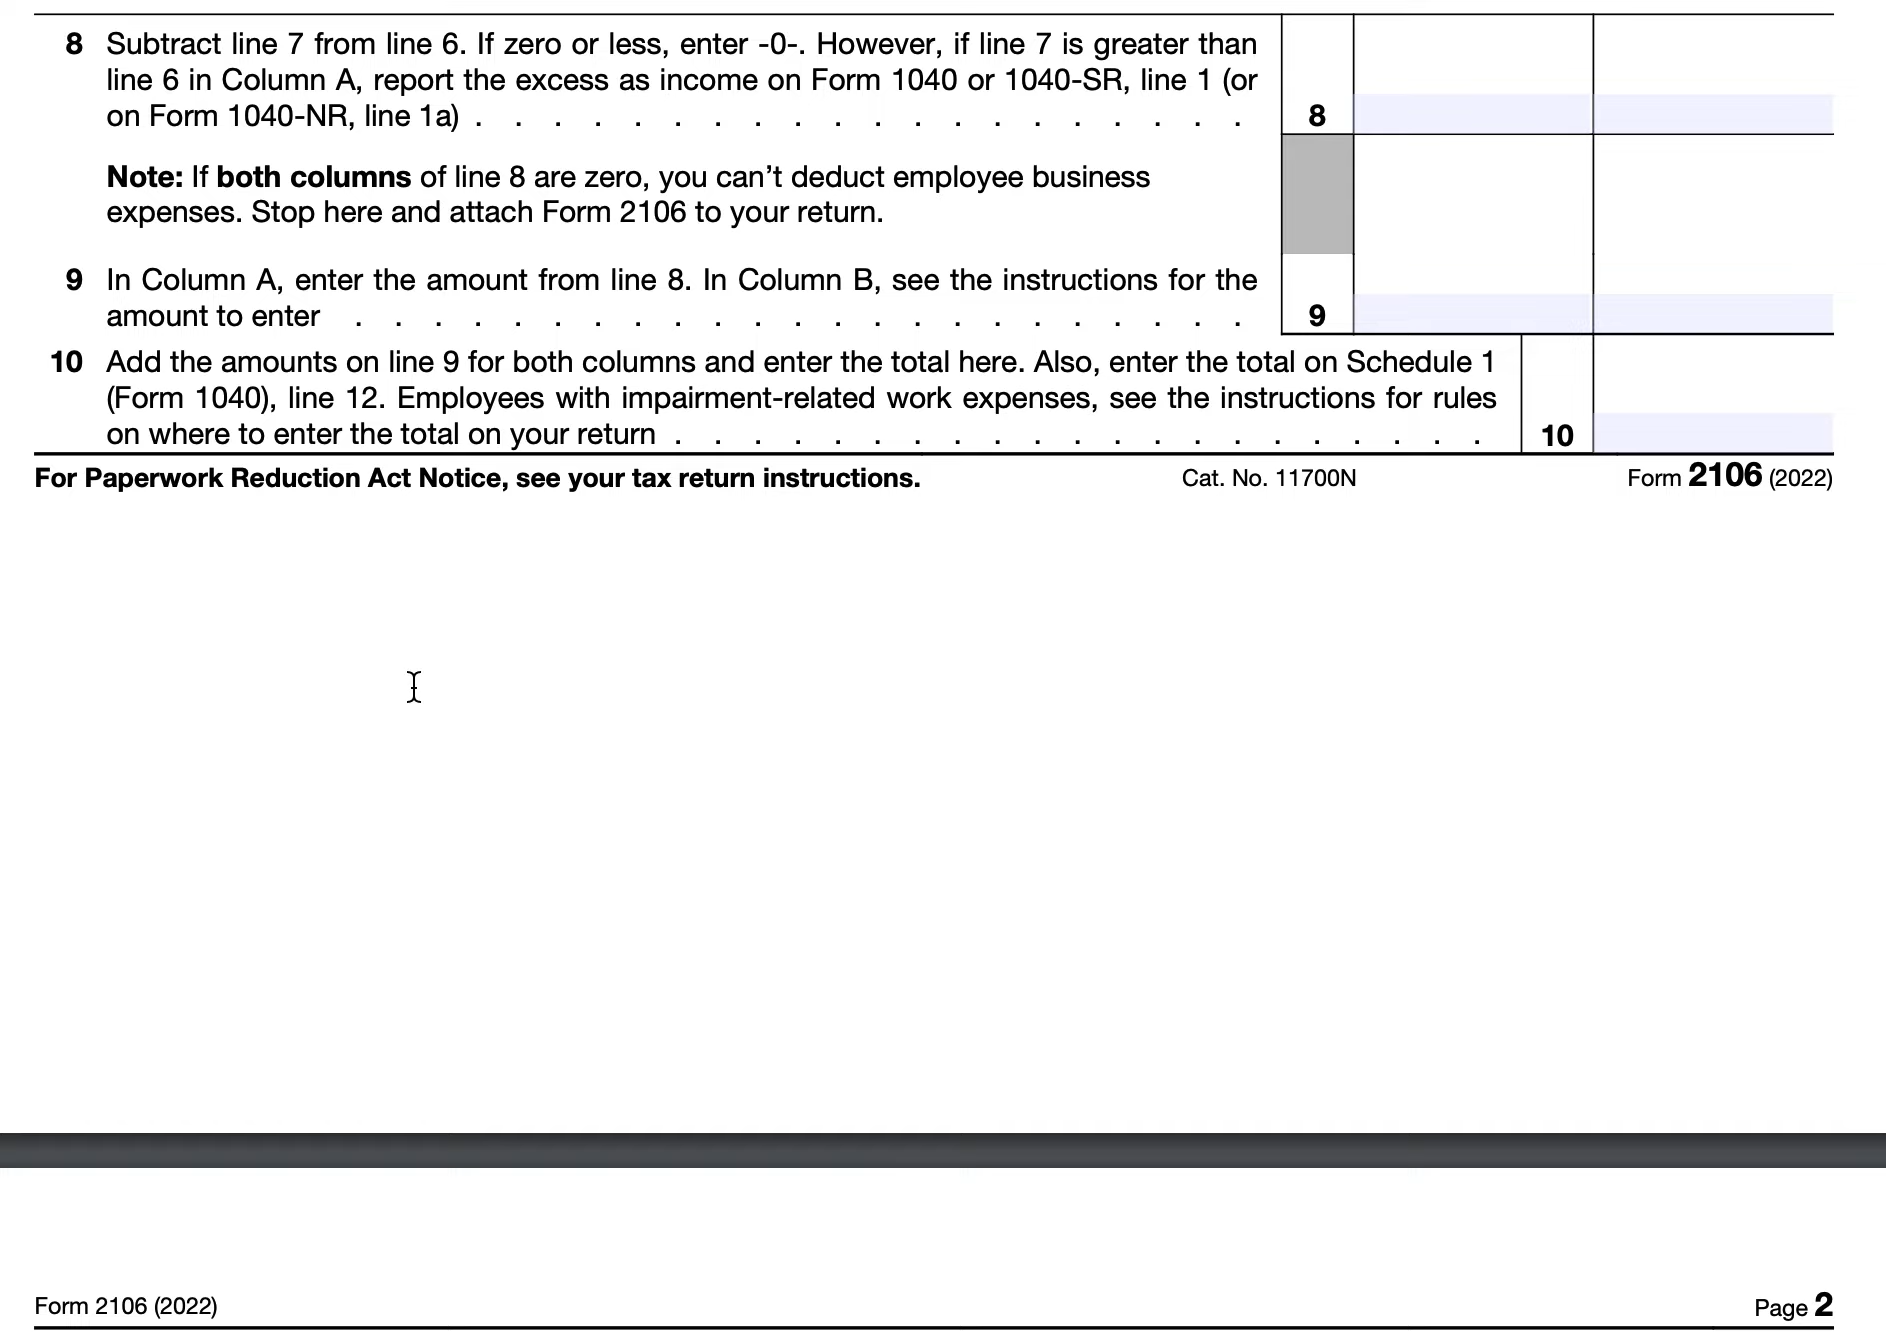 8 Subtract line 7 from line 6. If zero or less, enter -0-. However, if line 7 is greater than
line 6 in Column A, report the excess as income on Form 1040 or 1040-SR, line 1 (or
on Form 1040-NR, line 1a) . . . . . . . . . . . . . . . . . . . . 8
Note: If both columns of line 8 are zero, you can’t deduct employee business
expenses. Stop here and attach Form 2106 to your return.
9 In Column A, enter the amount from line 8. In Column B, see the instructions for the
amount to enter . . . . . . . . . . . . . . . . . . . . . . . 9
10 Add the amounts on line 9 for both columns and enter the total here. Also, enter the total on Schedule 1
(Form 1040), line 12. Employees with impairment-related work expenses, see the instructions for rules
on where to enter the total on your return . . . . . . . . . . . . . . . . . . . . . 10
For Paperwork Reduction Act Notice, see your tax return instructions. Cat. No. 11700N Form 2106 (2022)
Form 2106 (2022) Page 2